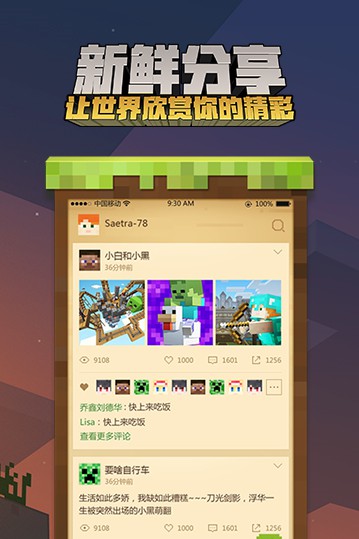 新鲜分享
让世界欣赏你的精彩
中国移动
9:30 AM
100%
Saetra-78
小白和小黑
36分钟前
9108
1000
1601
1256
乔鑫刘德华：快上来吃饭
Lisa：快上来吃饭
查看更多评论
要啥自行车
36分钟前
生活如此多娇，我缺如此糟糕~~~刀光剑影，浮华一
生被突然出场的小黑萌翻
9108
1000
1601
1256